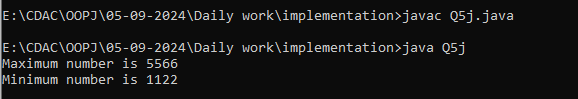 E:\CDAC\OOPJ\05-09-2024\Daily work\implementation>javac Q5j.java
E:\CDAC\OOPJ\05-09-2024\Daily work\implementation>java Q5j
Maximum number is 5566
Minimum number is 1122